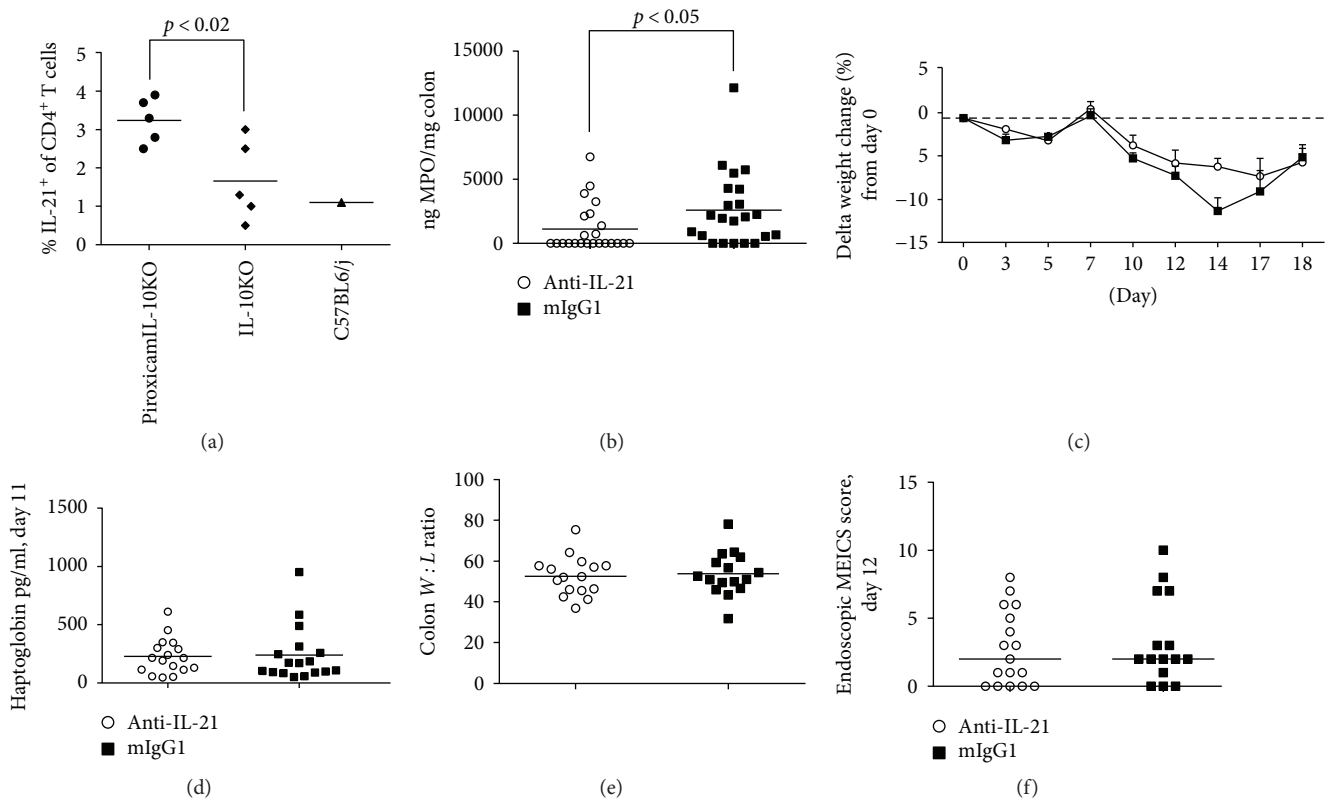 p < 0.02
% IL-21+ of CD4+ T cells
5
4
3
2
1
0
PiroxicamIL-10KO
IL-10KO
C57BL6/j
(a)
p < 0.05
ng MPO/mg colon
15000
10000
5000
0
Anti-IL-21
mIgG1
(b)
Delta weight change (%)
from day 0
5
0
5
−10
−15
0 3 5 7 10 12 14 17 18
(Day)
(c)
Haptoglobin pg/ml, day 11
1500
1000
500
0
Anti-IL-21
mIgG1
(d)
Colon W : L ratio
100
80
60
40
20
0
(e)
Endoscopic MEICS score,
day 12
15
10
5
0
Anti-IL-21
mIgG1
(f)